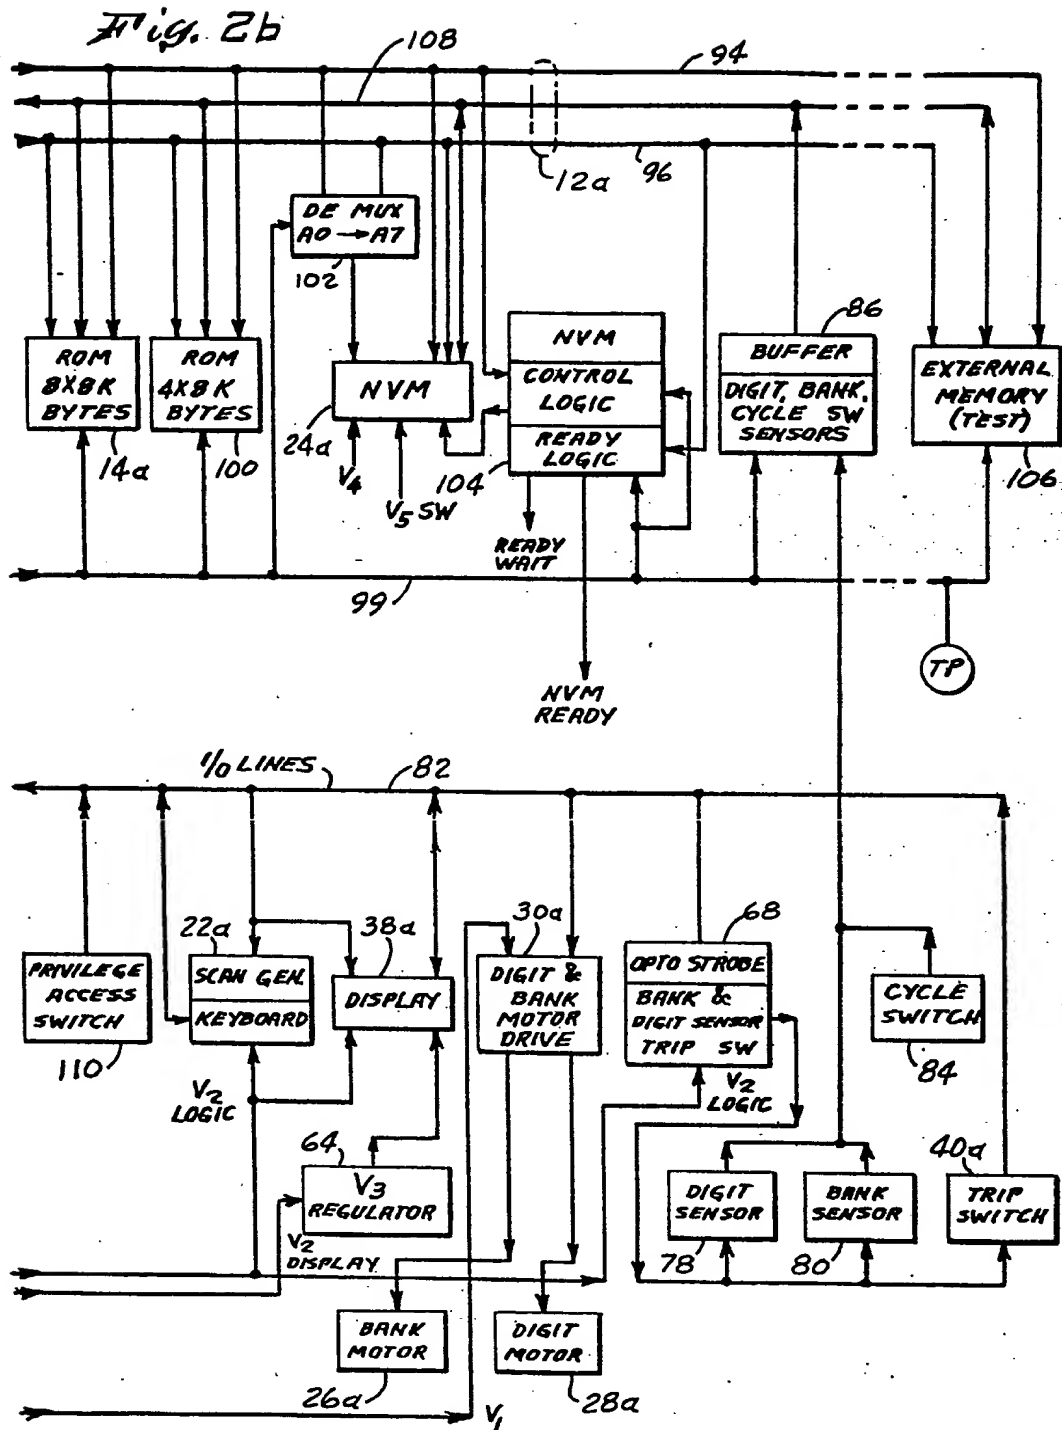 Fig. 2b
108
94
12a
96
DE MUX
A0 → A7
102
86
ROM
8X8K
BYTES
14a
ROM
4X8K
BYTES
100
NVM
24a
V4
V5 SW
NVM
CONTROL
LOGIC
READY
LOGIC
104
READY
WAIT
NVM
READY
BUFFER
DIGIT, BANK,
CYCLE SW
SENSORS
EXTERNAL
MEMORY
(TEST)
106
99
TP
I/O LINES
82
PRIVILEGE
ACCESS
SWITCH
110
22a
SCAN GEN.
KEYBOARD
38a
DISPLAY
30a
DIGIT &
BANK
MOTOR
DRIVE
68
OPTO STROBE
BANK &
DIGIT SENSOR
TRIP SW
V2
LOGIC
CYCLE
SWITCH
84
V2
LOGIC
64
V3
REGULATOR
V2
DISPLAY
DIGIT
SENSOR
78
BANK
SENSOR
80
40a
TRIP
SWITCH
BANK
MOTOR
26a
DIGIT
MOTOR
28a
V1